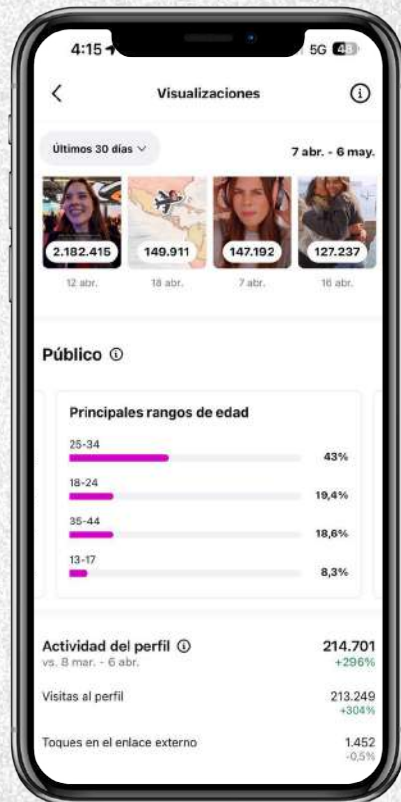 4:15
5G 48
Visualizaciones
Últimos 30 días
7 abr. - 6 may.
2.182.415 149.911 147.192 127.237
12 abr. 18 abr. 7 abr. 16 abr.
Público
Principales rangos de edad
25-34
43%
18-24
19,4%
35-44
18,6%
13-17
8,3%
Actividad del perfil 214.701
vs. 8 mar. - 6 abr. +296%
Visitas al perfil 213.249
+304%
Toques en el enlace externo 1.452
-0,5%